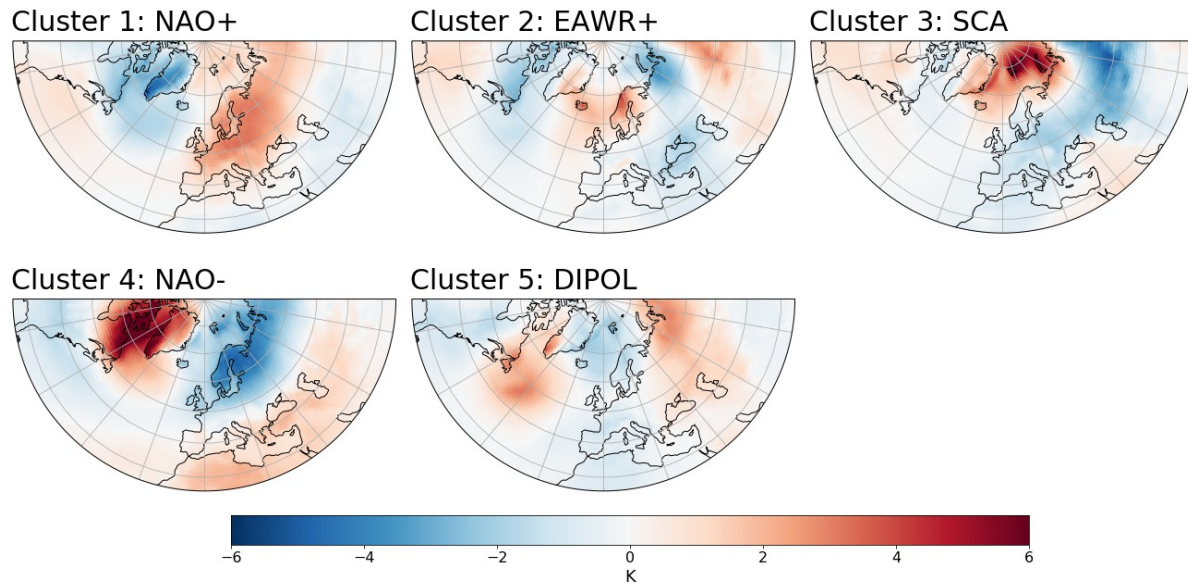 Cluster 1: NAO+
Cluster 2: EAWR+
Cluster 3: SCA
Cluster 4: NAO-
Cluster 5: DIPOL
−6
−4
−2
0
2
4
6
K